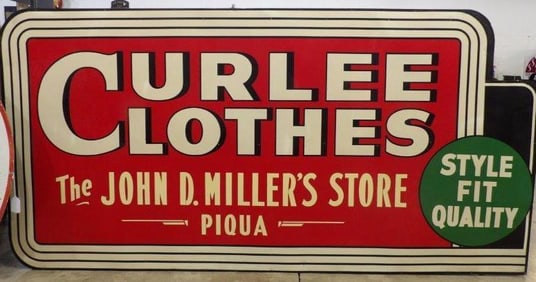 CURLEE
CLOTHES
The JOHN D. MILLER'S STORE
PIQUA
STYLE
FIT
QUALITY